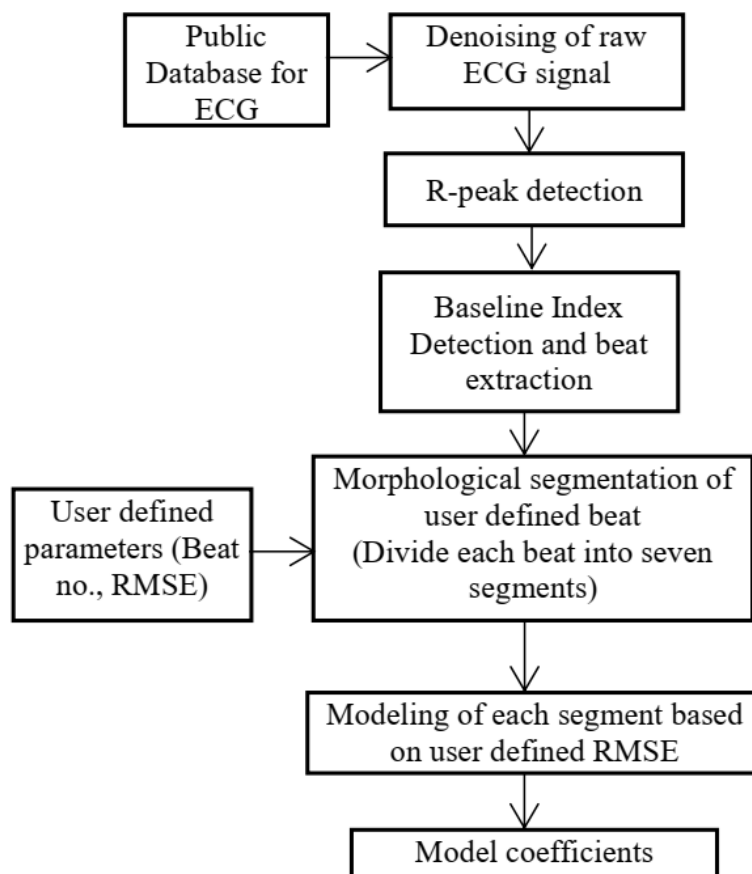 Public
Database for
ECG
Denoising of raw
ECG signal
R-peak detection
Baseline Index
Detection and beat
extraction
User defined
parameters (Beat
no., RMSE)
Morphological segmentation of
user defined beat
(Divide each beat into seven
segments)
Modeling of each segment based
on user defined RMSE
Model coefficients